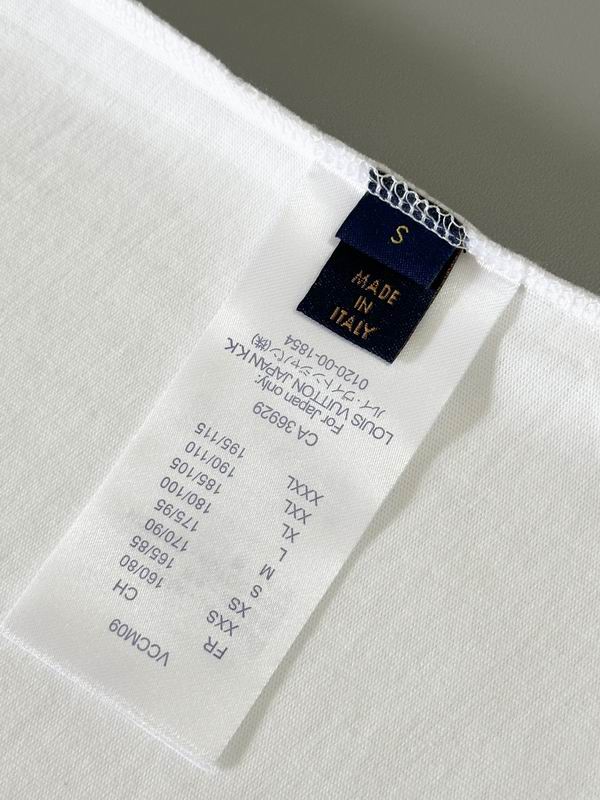 S
MADE
IN
ITALY
VCCM09
FR CH
XXS 160/80
XS 165/85
S 170/90
M 175/95
L 180/100
XL 185/105
XXL 190/110
XXXL 195/115
CA 36929
For Japan only:
LOUIS VUITTON JAPAN K.K
ルイ・ヴィトン ジャパン(株)
0120-00-1854